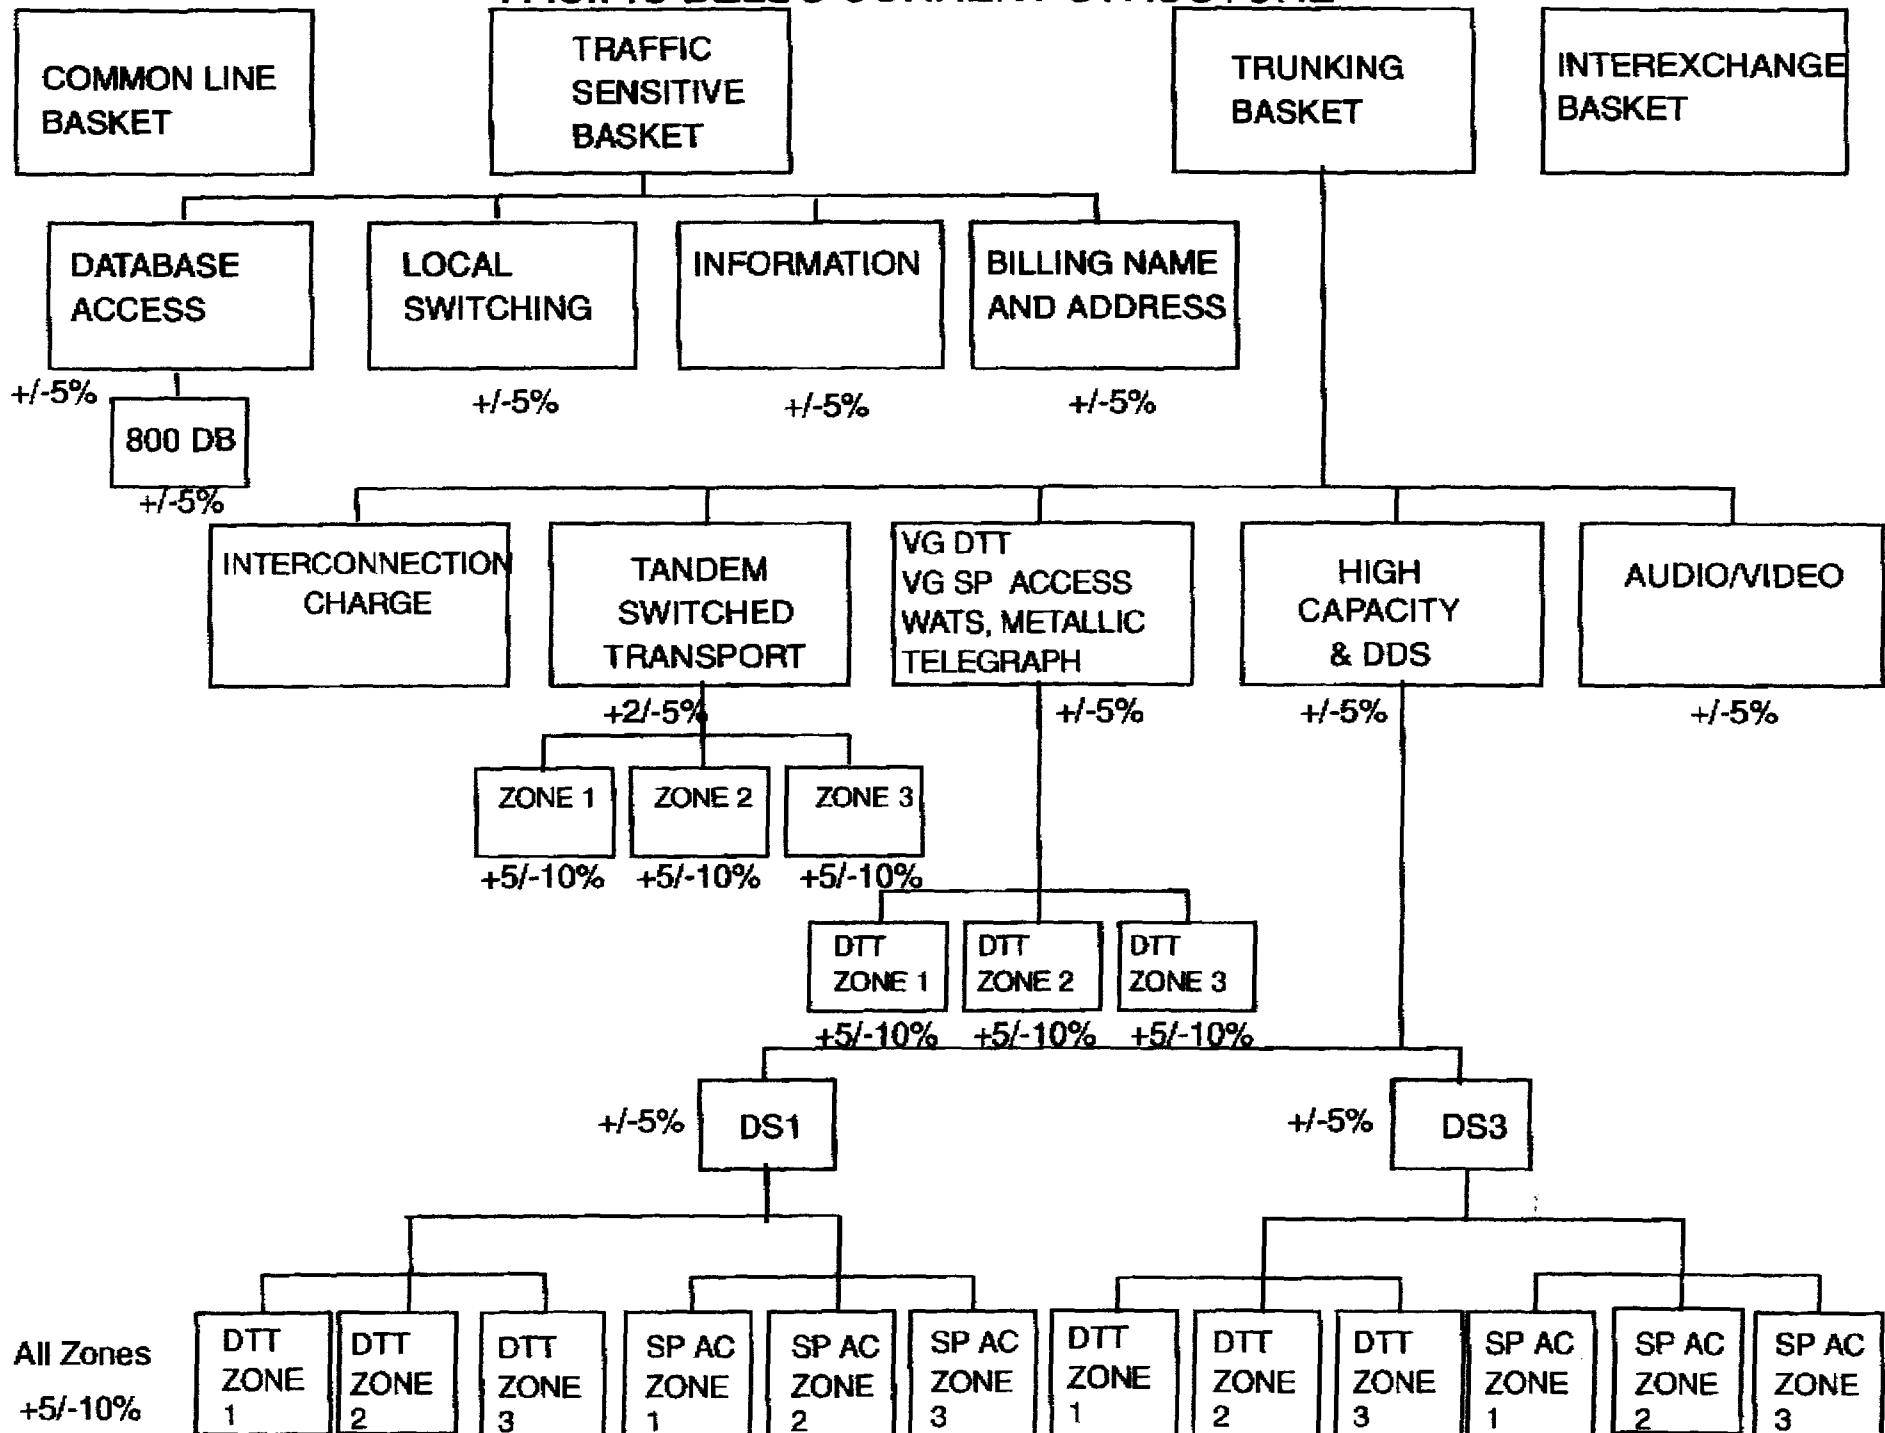 COMMON LINE
BASKET
TRAFFIC
SENSITIVE
BASKET
TRUNKING
BASKET
INTEREXCHANGE
BASKET
DATABASE
ACCESS
LOCAL
SWITCHING
INFORMATION
BILLING NAME
AND ADDRESS
+/-5%
+/-5%
+/-5%
+/-5%
800 DB
+/-5%
INTERCONNECTION
CHARGE
TANDEM
SWITCHED
TRANSPORT
VG DTT
VG SP ACCESS
WATS, METALLIC
TELEGRAPH
HIGH
CAPACITY
& DDS
AUDIO/VIDEO
+2/-5%
+/-5%
+/-5%
+/-5%
ZONE 1
ZONE 2
ZONE 3
+5/-10%
+5/-10%
+5/-10%
DTT
ZONE 1
DTT
ZONE 2
DTT
ZONE 3
+5/-10%
+5/-10%
+5/-10%
+/-5%
DS1
+/-5%
DS3
All Zones
+5/-10%
DTT
ZONE
1
DTT
ZONE
2
DTT
ZONE
3
SP AC
ZONE
1
SP AC
ZONE
2
SP AC
ZONE
3
DTT
ZONE
1
DTT
ZONE
2
DTT
ZONE
3
SP AC
ZONE
1
SP AC
ZONE
2
SP AC
ZONE
3